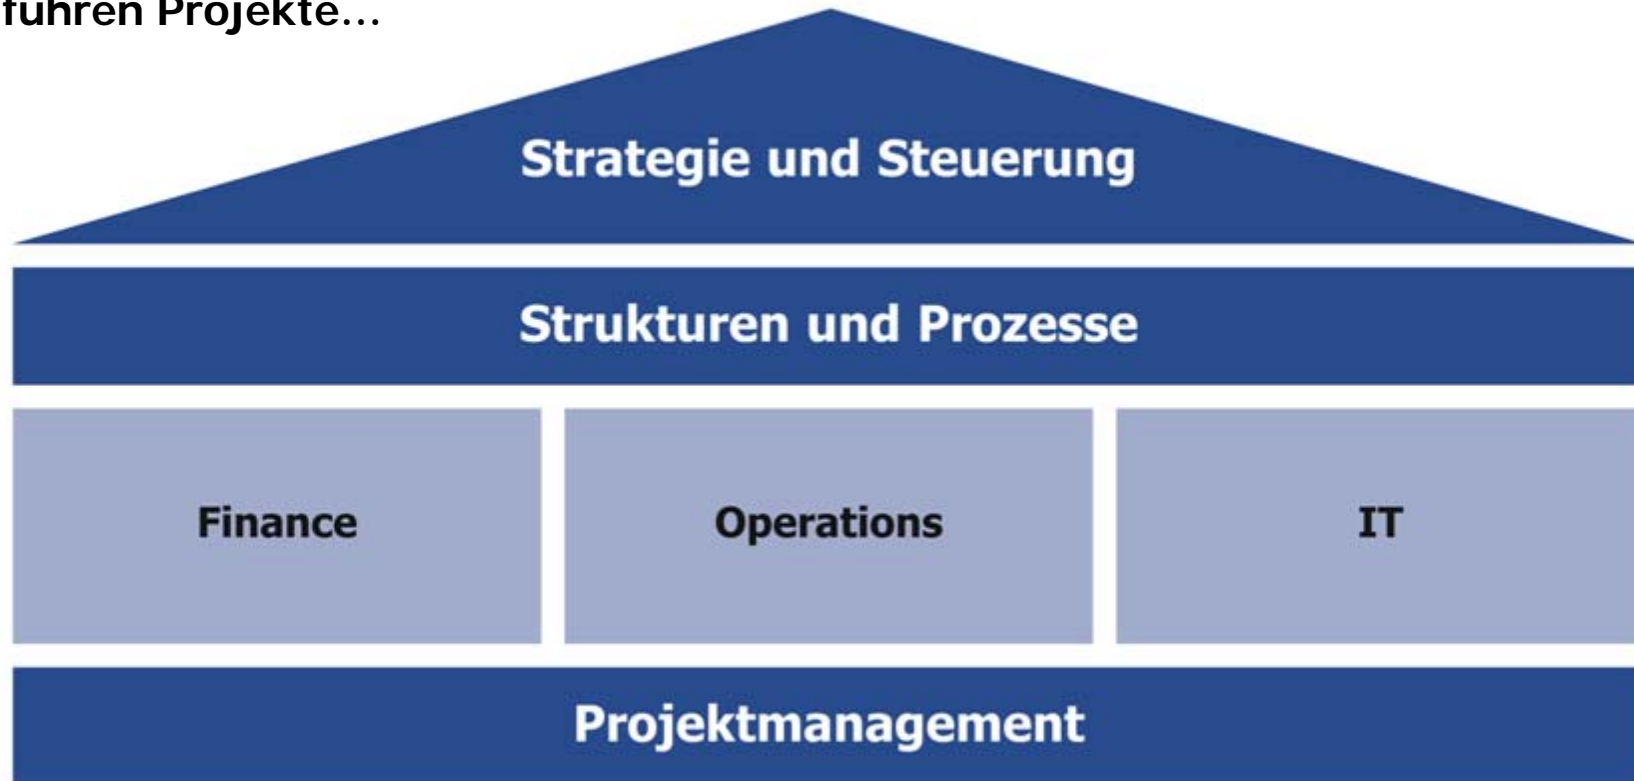 führen Projekte...
Strategie und Steuerung
Strukturen und Prozesse
Finance
Operations
IT
Projektmanagement